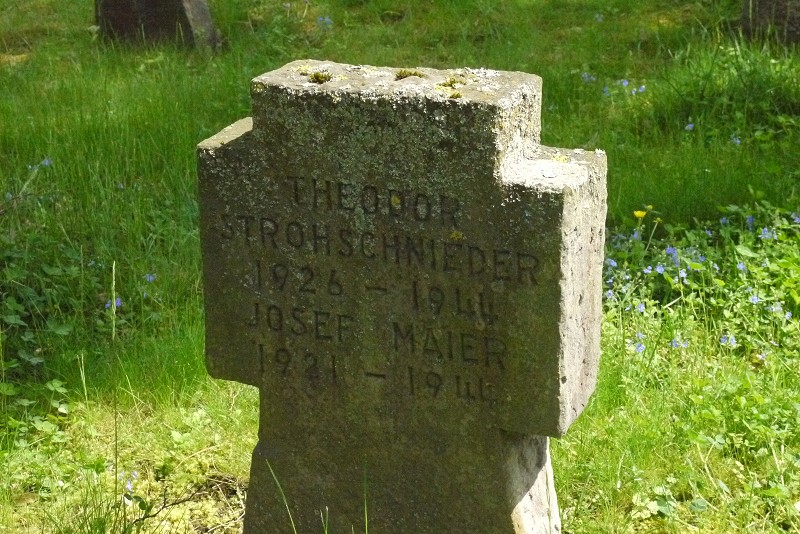 THEODOR
STROHSCHNIEDER
1926 - 1944
JOSEF MAIER
1921 - 1944